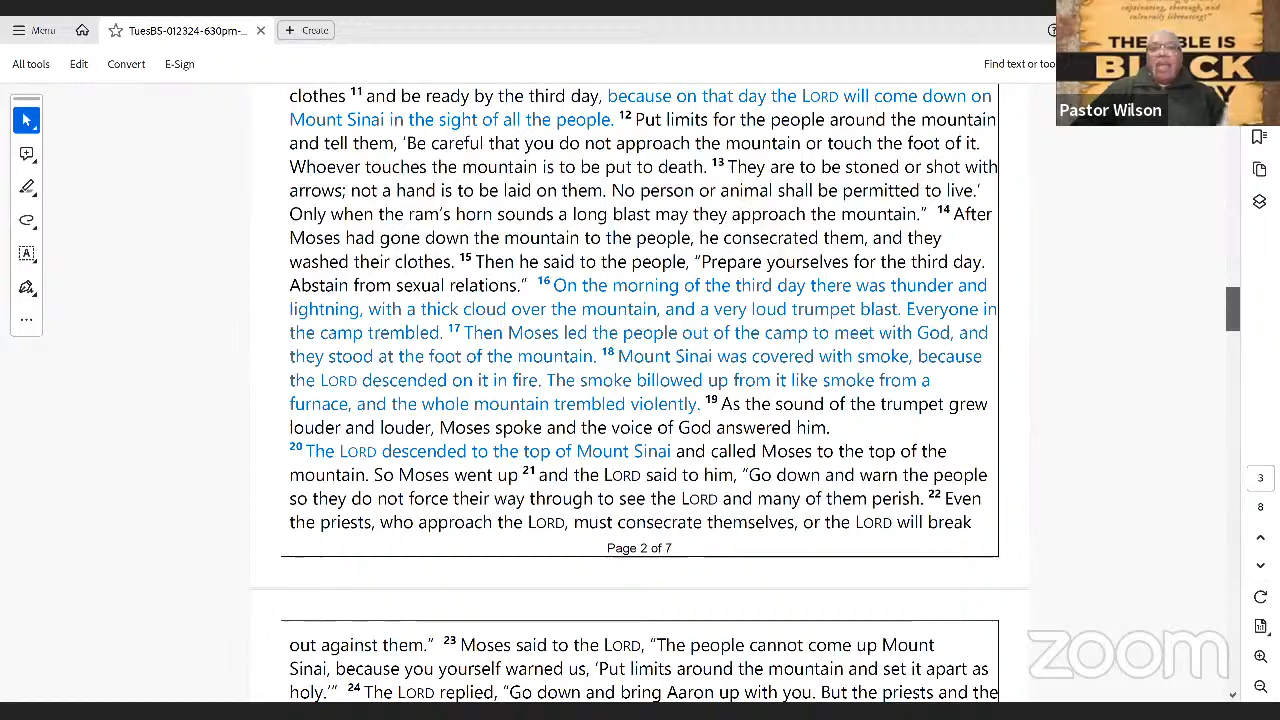 Menu
TuesB5-012324-630pm-...
Create
All tools
Edit
Convert
E-Sign
Find text or too
captivating, thorough, and
culturally liberating!"
THE BLE IS
BL CK
Pastor Wilson
clothes 11 and be ready by the third day, because on that day the LORD will come down on
Mount Sinai in the sight of all the people. 12 Put limits for the people around the mountain
and tell them, ‘Be careful that you do not approach the mountain or touch the foot of it.
Whoever touches the mountain is to be put to death. 13 They are to be stoned or shot with
arrows; not a hand is to be laid on them. No person or animal shall be permitted to live.’
Only when the ram’s horn sounds a long blast may they approach the mountain.” 14 After
Moses had gone down the mountain to the people, he consecrated them, and they
washed their clothes. 15 Then he said to the people, “Prepare yourselves for the third day.
Abstain from sexual relations.” 16 On the morning of the third day there was thunder and
lightning, with a thick cloud over the mountain, and a very loud trumpet blast. Everyone in
the camp trembled. 17 Then Moses led the people out of the camp to meet with God, and
they stood at the foot of the mountain. 18 Mount Sinai was covered with smoke, because
the LORD descended on it in fire. The smoke billowed up from it like smoke from a
furnace, and the whole mountain trembled violently. 19 As the sound of the trumpet grew
louder and louder, Moses spoke and the voice of God answered him.
20 The LORD descended to the top of Mount Sinai and called Moses to the top of the
mountain. So Moses went up 21 and the LORD said to him, “Go down and warn the people
so they do not force their way through to see the LORD and many of them perish. 22 Even
the priests, who approach the LORD, must consecrate themselves, or the LORD will break
Page 2 of 7
out against them.” 23 Moses said to the LORD, “The people cannot come up Mount
Sinai, because you yourself warned us, ‘Put limits around the mountain and set it apart as
holy.’” 24 The LORD replied, “Go down and bring Aaron up with you. But the priests and the
3
8
zoom